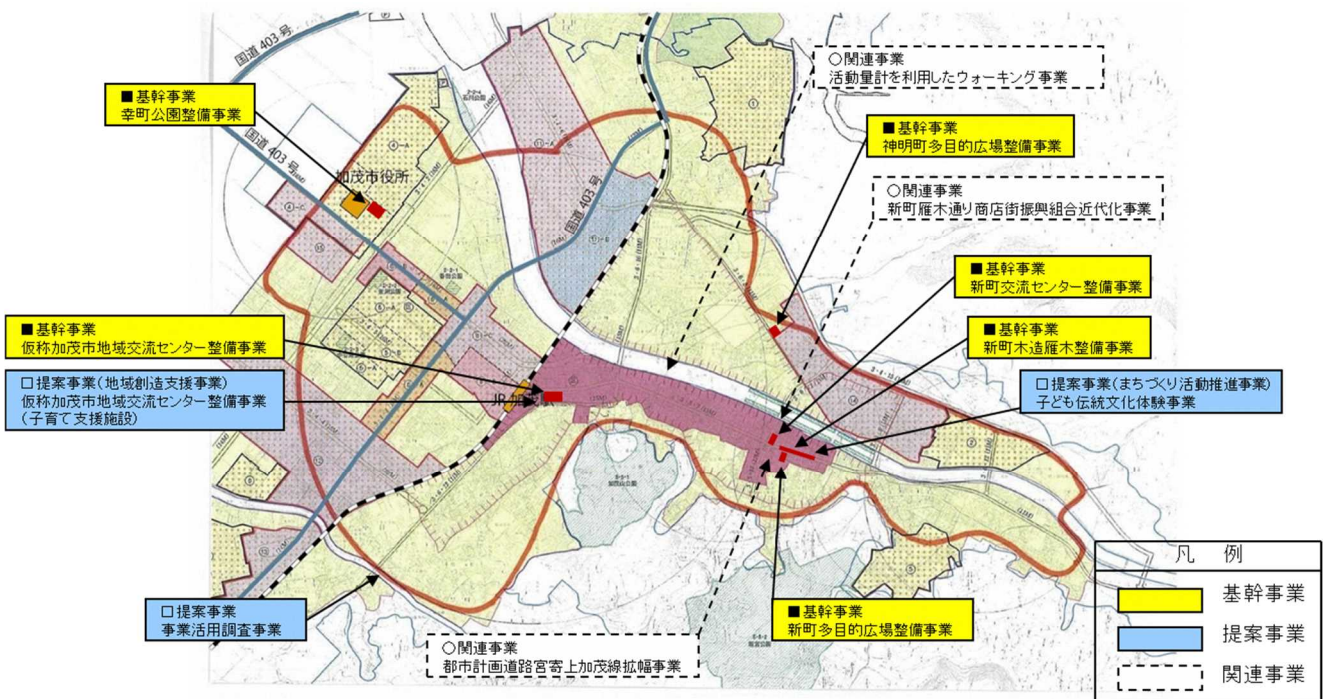 国道403号
○関連事業
活動量計を利用したウォーキング事業
■基幹事業
幸町公園整備事業
■基幹事業
神明町多目的広場整備事業
国道403号
加茂市役所
国道403号
○関連事業
新町雁木通り商店街振興組合近代化事業
■基幹事業
新町交流センター整備事業
■基幹事業
仮称加茂市地域交流センター整備事業
■基幹事業
新町木造雁木整備事業
□提案事業(地域創造支援事業)
仮称加茂市地域交流センター整備事業
(子育て支援施設)
JR加茂駅
□提案事業(まちづくり活動推進事業)
子ども伝統文化体験事業
□提案事業
事業活用調査事業
○関連事業
都市計画道路宮寄上加茂線拡幅事業
■基幹事業
新町多目的広場整備事業
凡 例
基幹事業
提案事業
関連事業